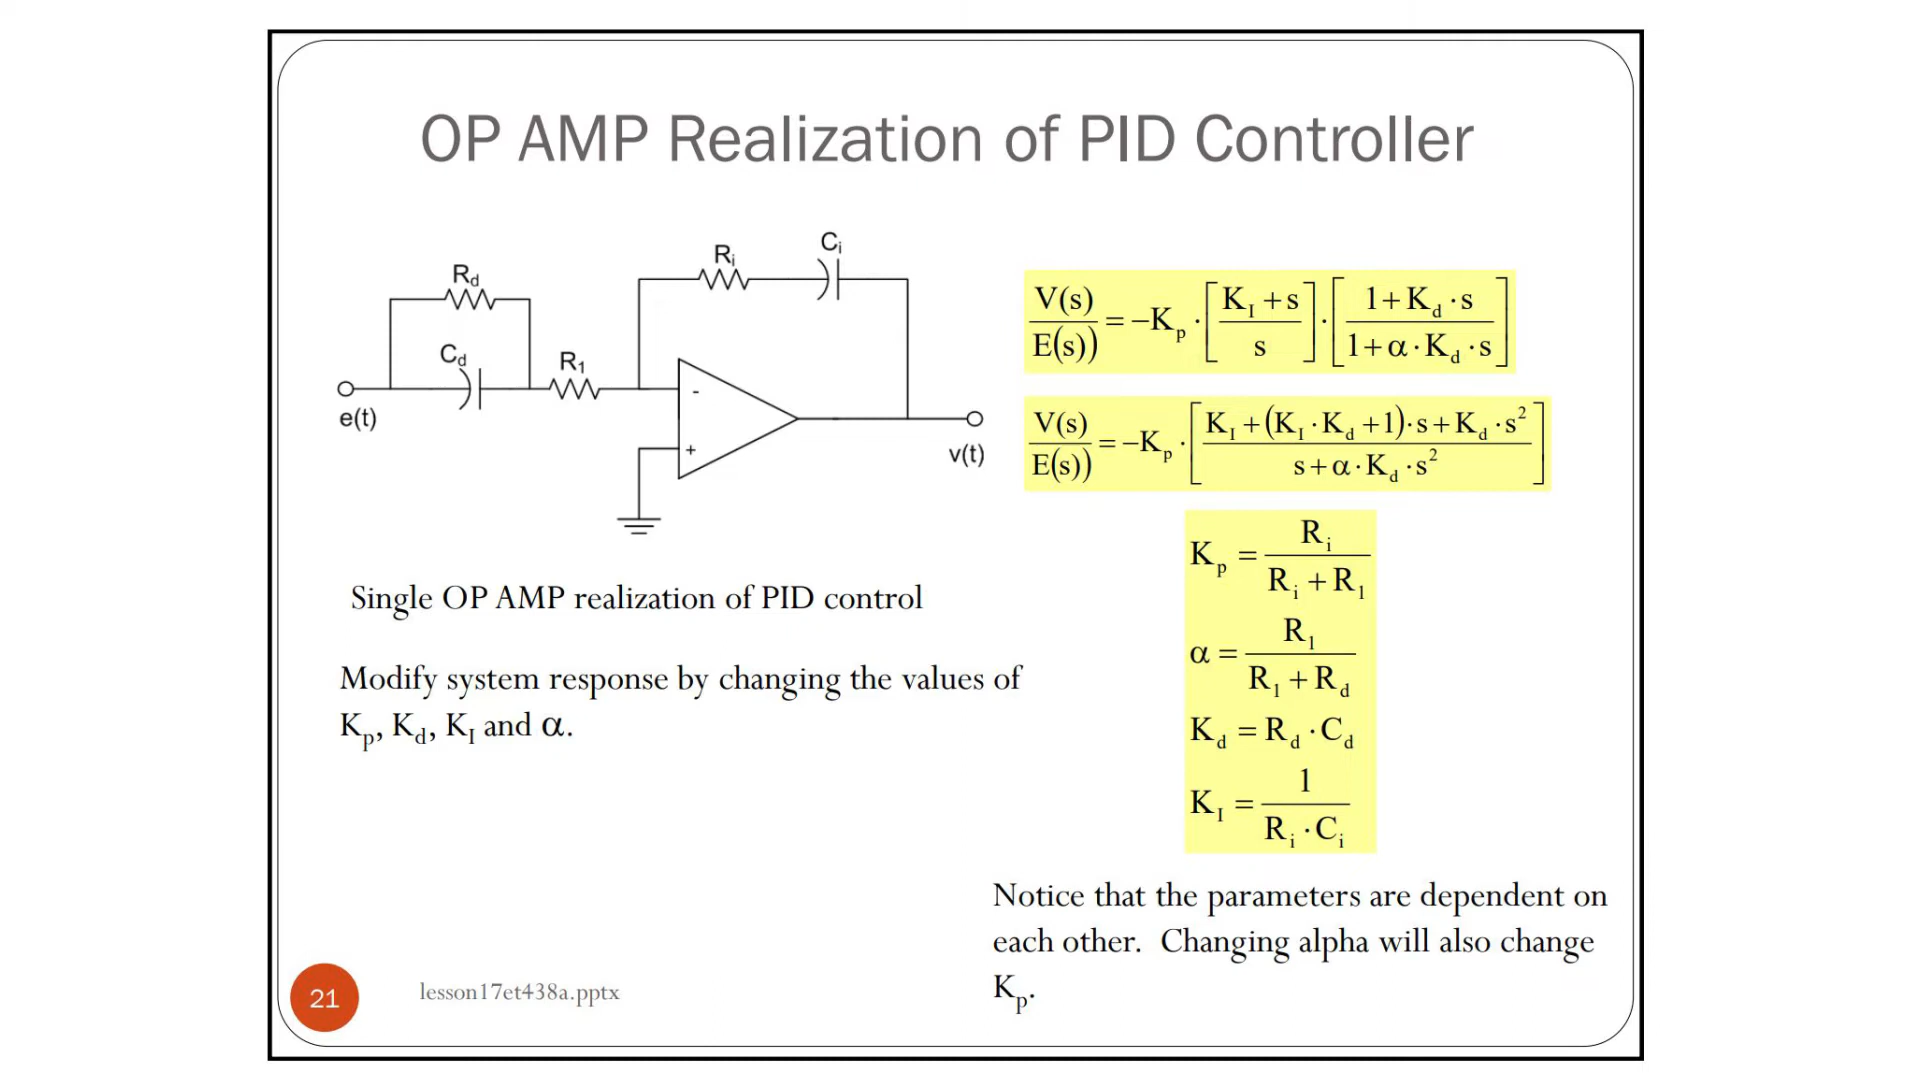 OP AMP Realization of PID Controller
Rd
Cd
R1
Ri
Ci
e(t)
-
+
v(t)
V(s)/E(s)) = −Kp · [(KI + s)/s] · [(1 + Kd · s)/(1 + α · Kd · s)]
V(s)/E(s)) = −Kp · [(KI + (KI · Kd + 1) · s + Kd · s²)/(s + α · Kd · s²)]
Kp = Ri/(Ri + R1)
α = R1/(R1 + Rd)
Kd = Rd · Cd
KI = 1/(Ri · Ci)
Single OP AMP realization of PID control
Modify system response by changing the values of
Kp, Kd, KI and α.
Notice that the parameters are dependent on
each other. Changing alpha will also change
Kp.
21
lesson17et438a.pptx